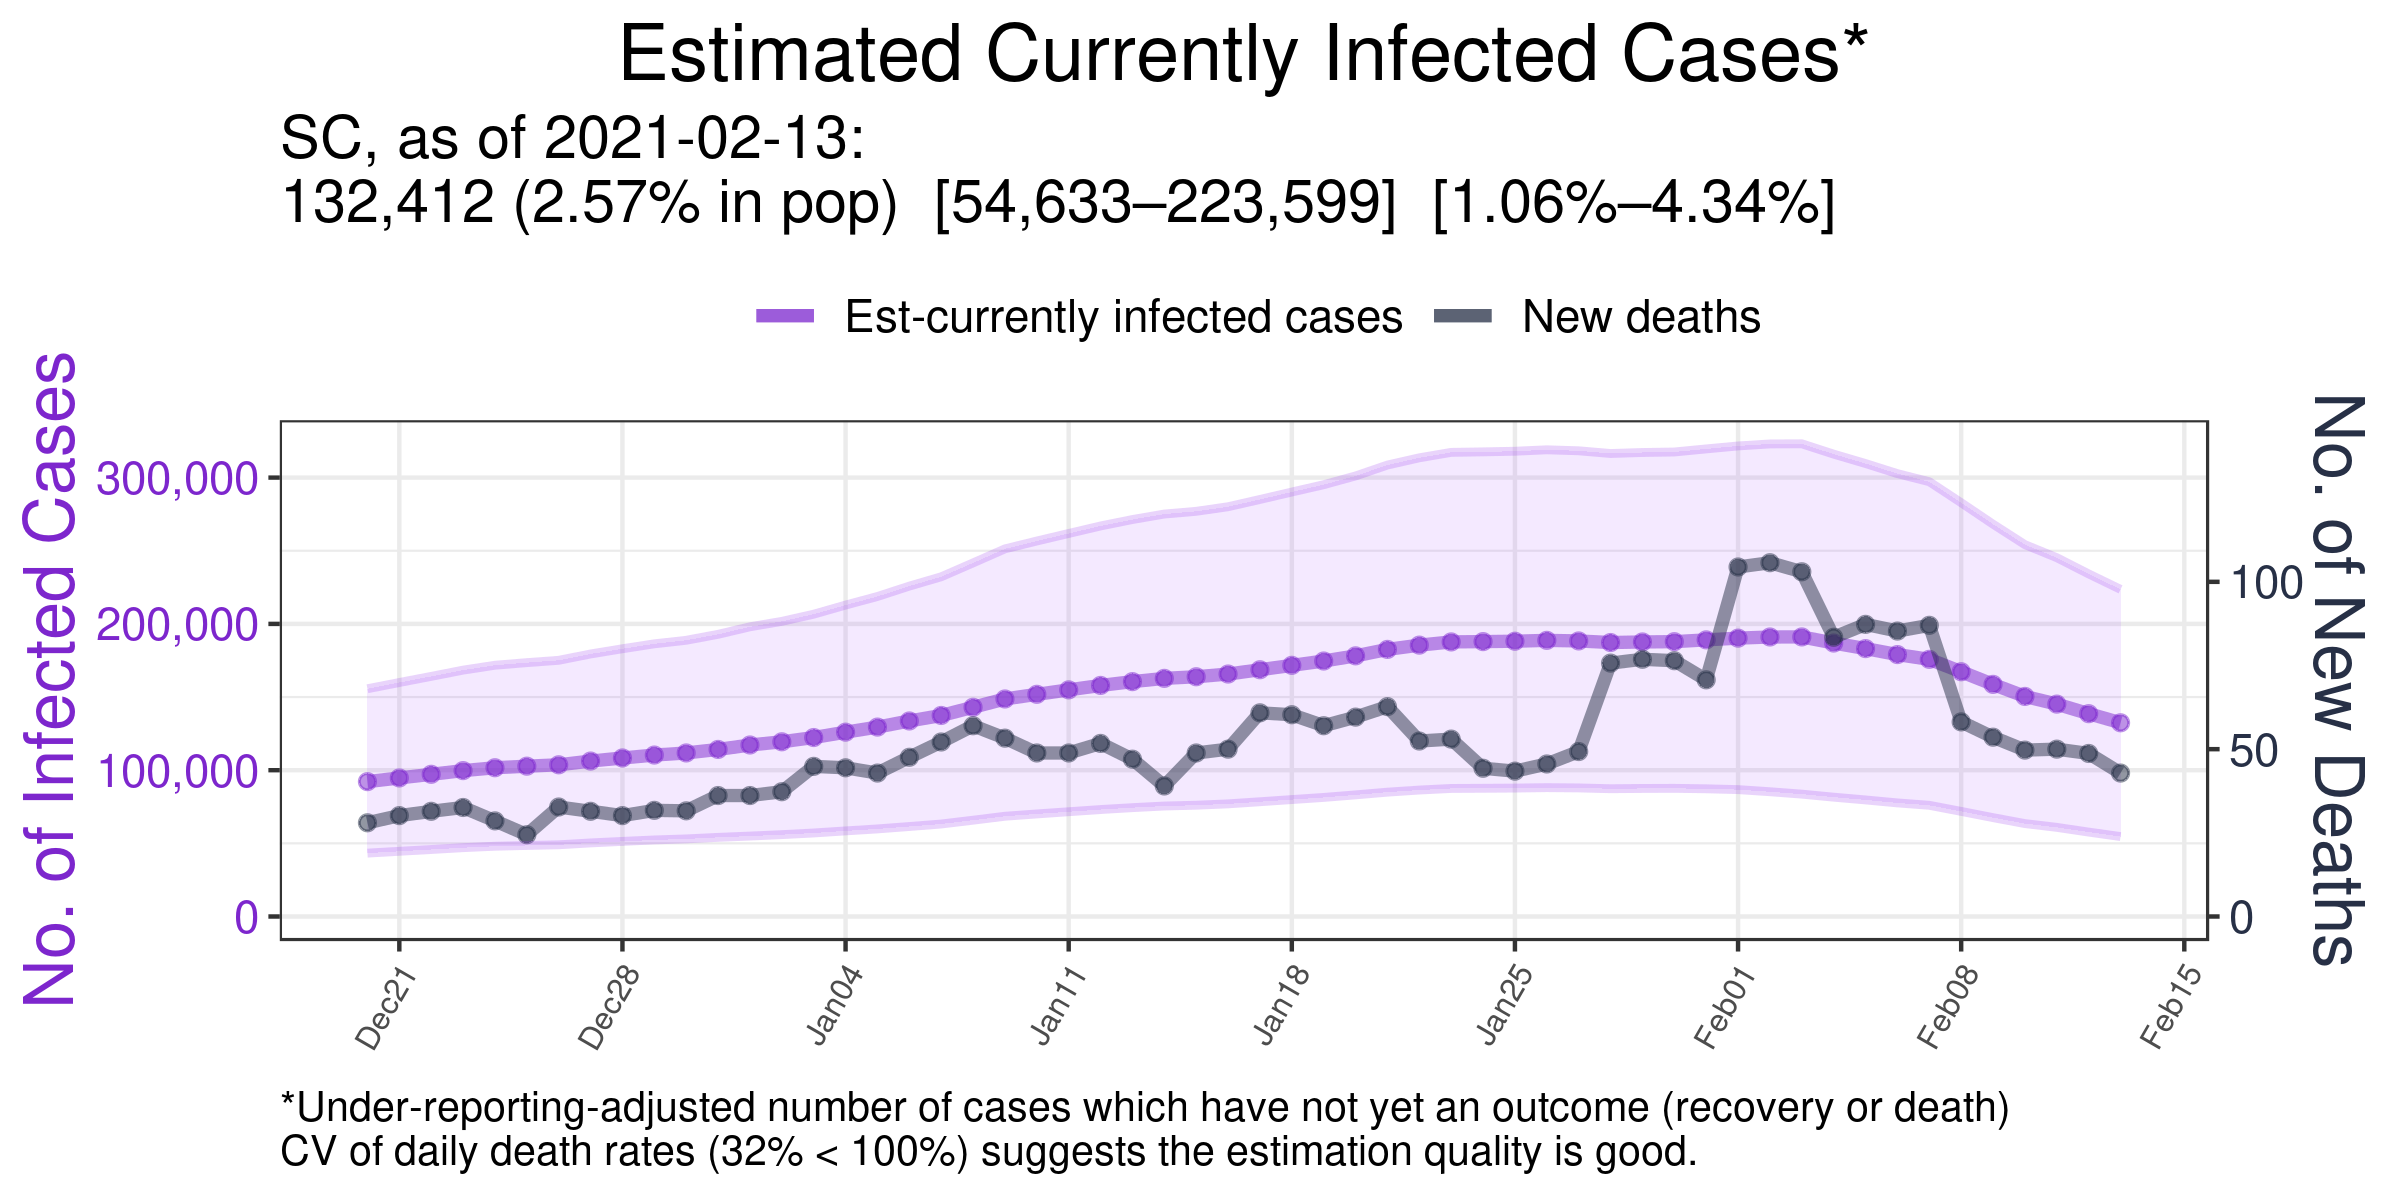 Estimated Currently Infected Cases*
SC, as of 2021-02-13:
132,412 (2.57% in pop)  [54,633–223,599]  [1.06%–4.34%]
Est-currently infected cases
New deaths
No. of Infected Cases
300,000
200,000
100,000
0
100
50
0
No. of New Deaths
Dec21
Dec28
Jan04
Jan11
Jan18
Jan25
Feb01
Feb08
Feb15
*Under-reporting-adjusted number of cases which have not yet an outcome (recovery or death)
CV of daily death rates (32% < 100%) suggests the estimation quality is good.